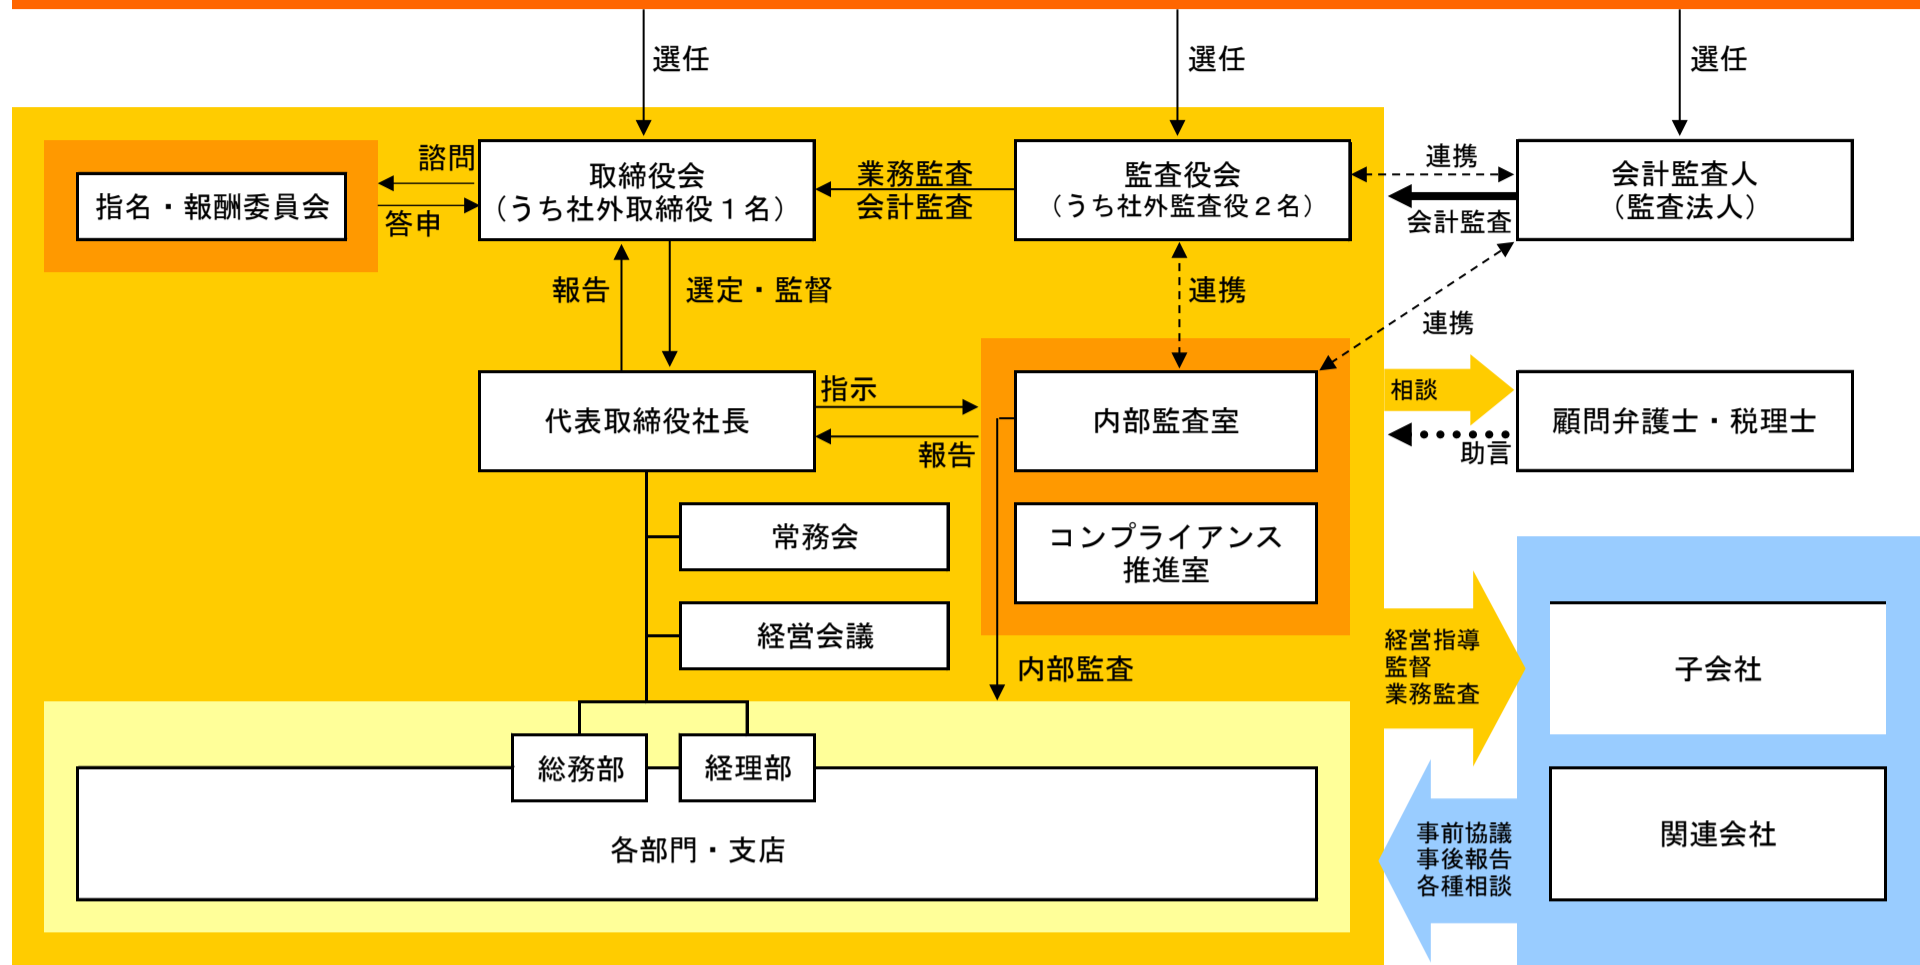 選任
選任
選任
諮問
指名・報酬委員会
答申
取締役会
（うち社外取締役１名）
業務監査
会計監査
監査役会
（うち社外監査役２名）
連携
会計監査
会計監査人
（監査法人）
報告
選定・監督
連携
連携
代表取締役社長
指示
報告
内部監査室
相談
助言
顧問弁護士・税理士
常務会
コンプライアンス
推進室
経営会議
内部監査
経営指導
監督
業務監査
子会社
総務部
経理部
各部門・支店
事前協議
事後報告
各種相談
関連会社